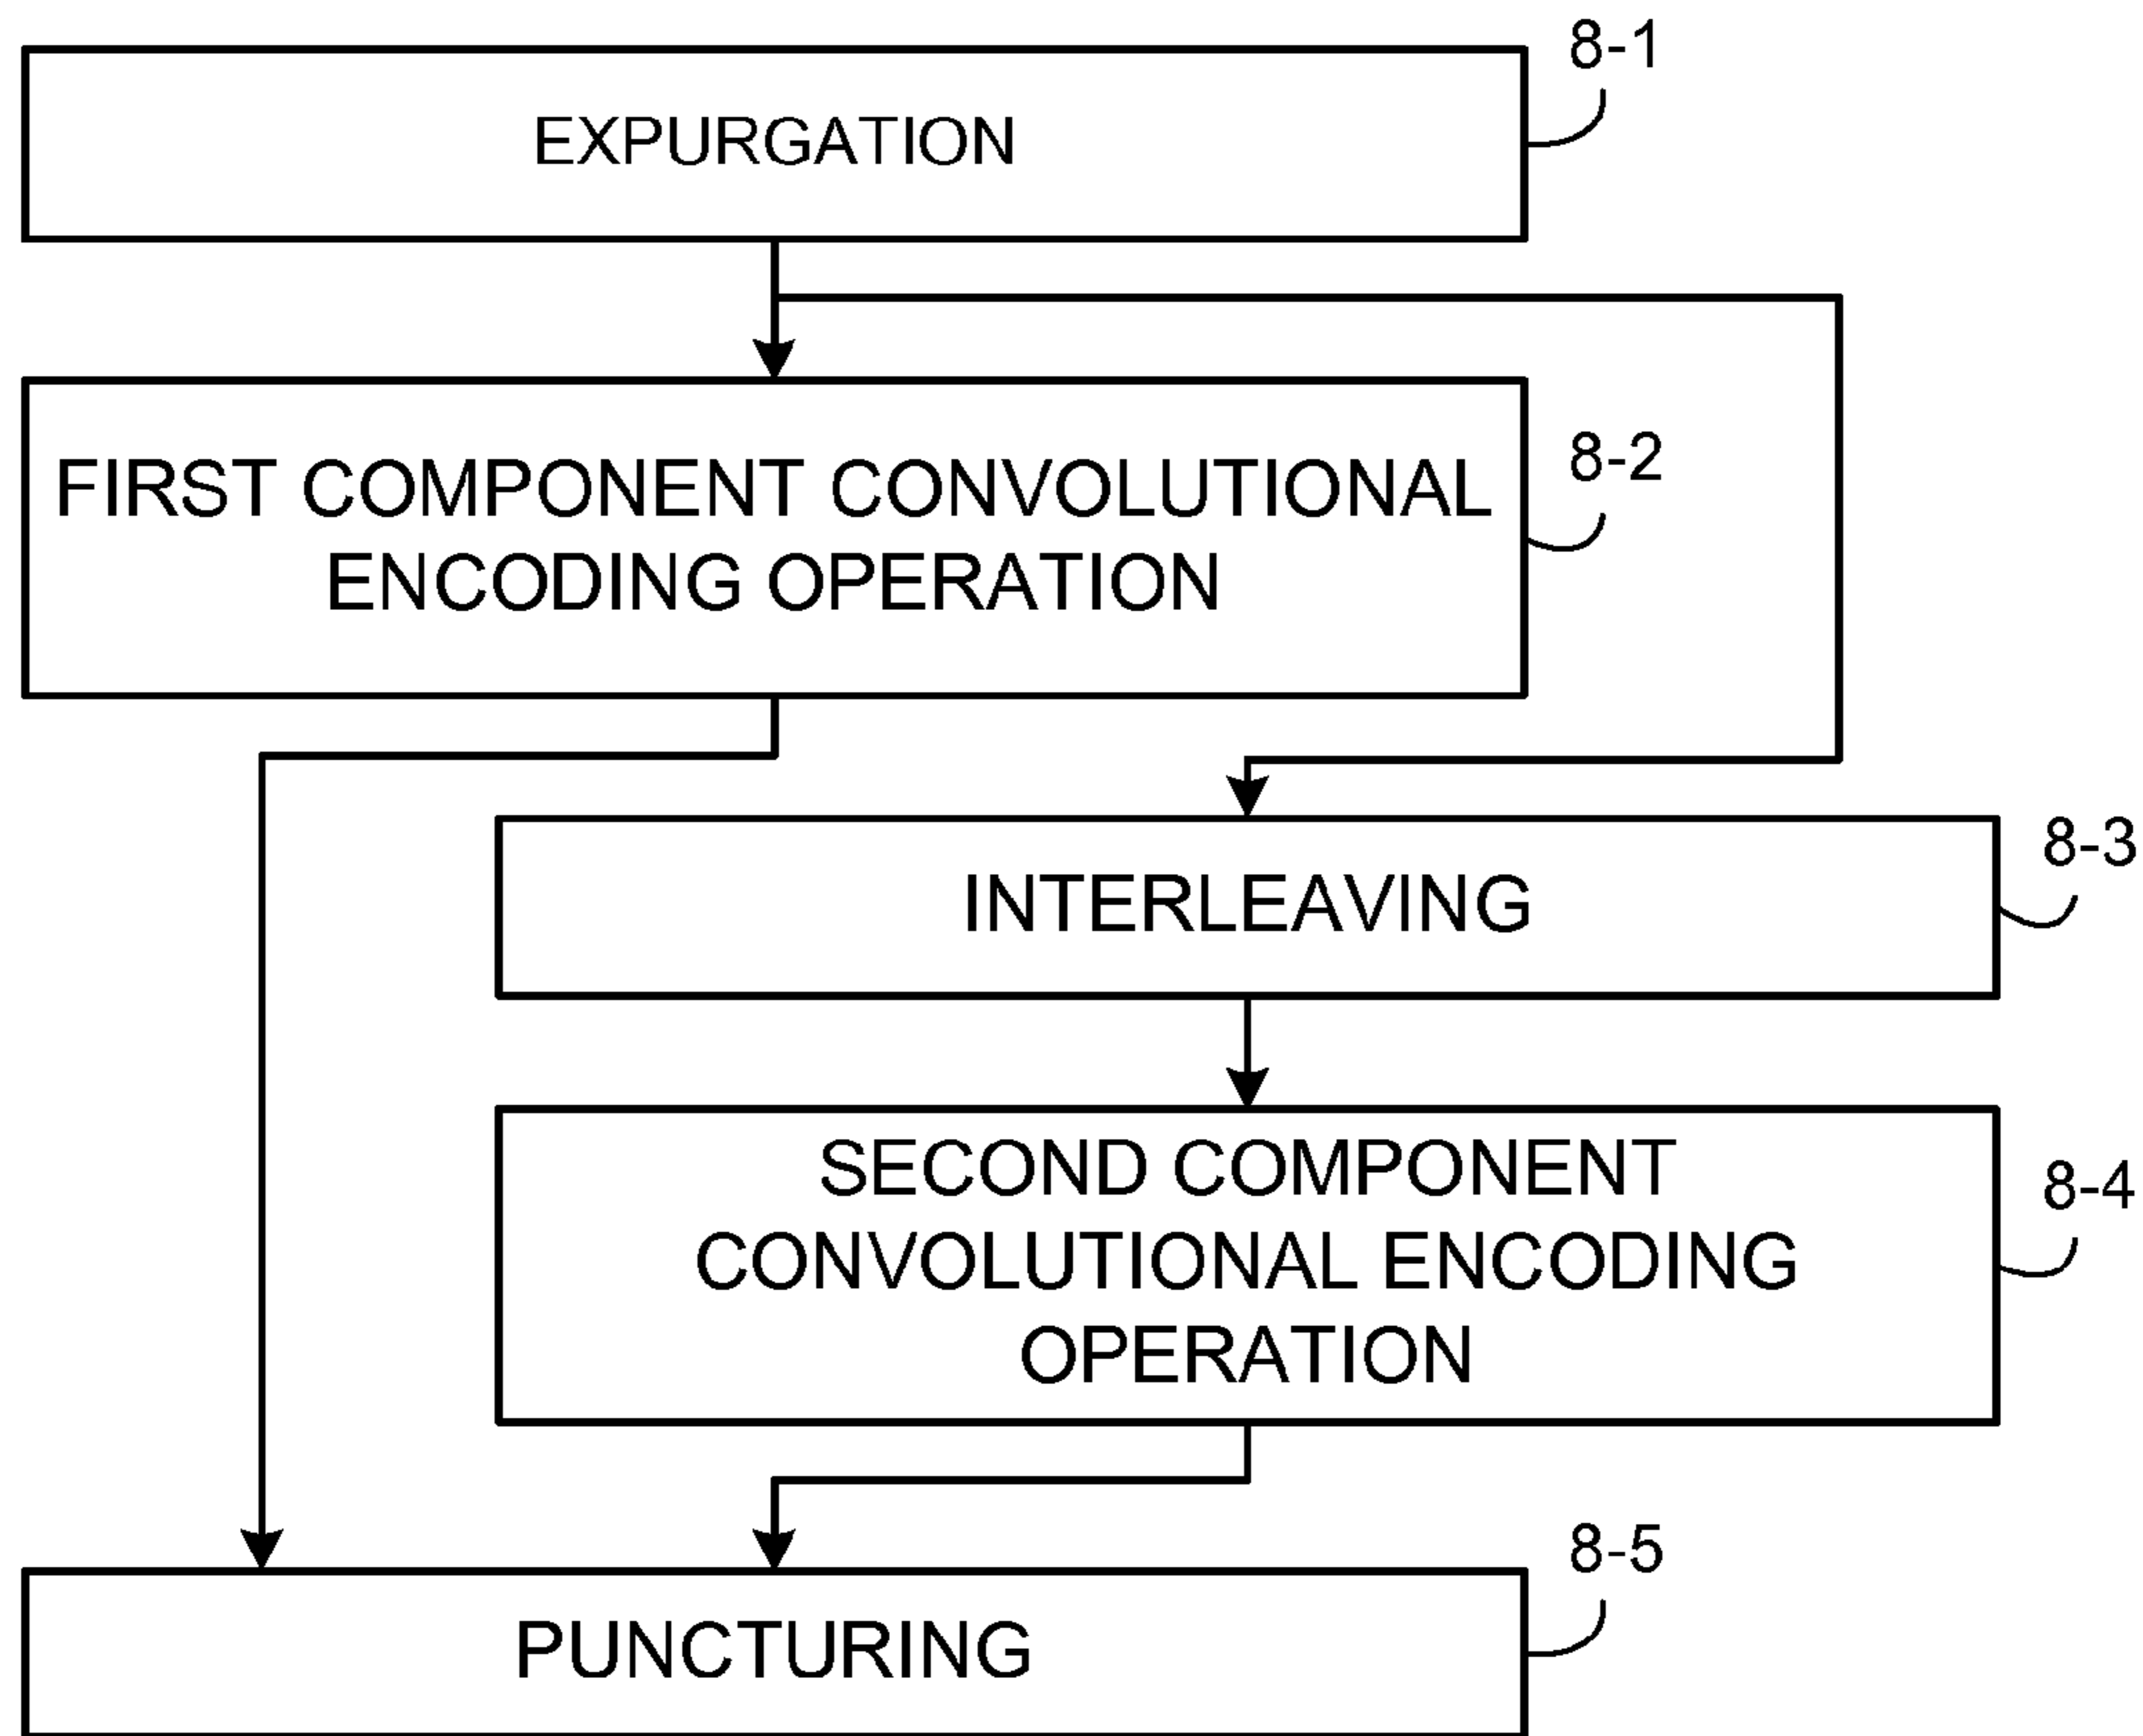 8-1
EXPURGATION
8-2
FIRST COMPONENT CONVOLUTIONAL
ENCODING OPERATION
8-3
INTERLEAVING
8-4
SECOND COMPONENT
CONVOLUTIONAL ENCODING
OPERATION
8-5
PUNCTURING